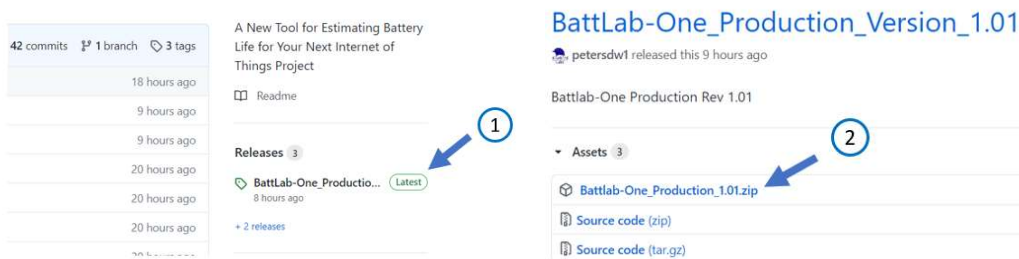 42 commits 1 branch 3 tags
18 hours ago
9 hours ago
9 hours ago
20 hours ago
20 hours ago
20 hours ago
A New Tool for Estimating Battery
Life for Your Next Internet of
Things Project
Readme
Releases 3
BattLab-One_Productio... Latest
8 hours ago
+ 2 releases
1
BattLab-One_Production_Version_1.01
petersdw1 released this 9 hours ago
Battlab-One Production Rev 1.01
2
Assets 3
Battlab-One_Production_1.01.zip
Source code (zip)
Source code (tar.gz)